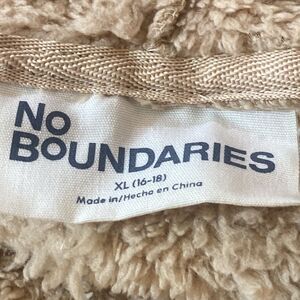 No
BOUNDARIES
XL (16-18)
Made in/Hecho en China